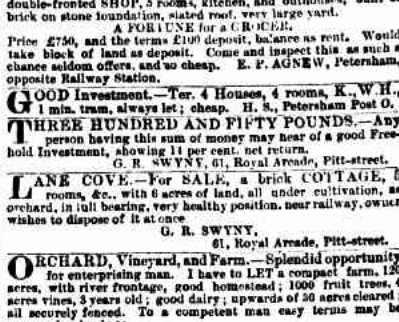 double-fronted SHOP, 5 rooms, kitchen, and outhouses,
brick on stone foundation, slated roof, very large yard.
A FORTUNE for a GROCER.
Price £750, and the terms £100 deposit, balance as rent. Would
take block of land as deposit. Come and inspect this as such a
chance seldom offers, and so cheap. E. P. AGNEW, Petersham,
opposite Railway Station.
GOOD Investment.—Ter. 4 Houses, 4 rooms, K., W.H.,
1 min. tram, always let; cheap. H. S., Petersham Post O.
THREE HUNDRED AND FIFTY POUNDS.—Any
person having this sum of money may hear of a good Free-
hold Investment, showing 14 per cent. net return.
G. R. SWYNY, 61, Royal Arcade, Pitt-street.
LANE COVE.—For SALE, a brick COTTAGE, 5
rooms, &c., with 6 acres of land, all under cultivation, as
orchard, in full bearing, very healthy position, near railway, owner
wishes to dispose of it at once
G. R. SWYNY,
61, Royal Arcade, Pitt-street.
ORCHARD, Vineyard, and Farm.—Splendid opportunity
for enterprising man. I have to LET a compact farm, 120
acres, with river frontage, good homestead; 1000 fruit trees, 4
acres vines, 3 years old; good dairy; upwards of 30 acres cleared;
all securely fenced. To a competent man easy terms may be